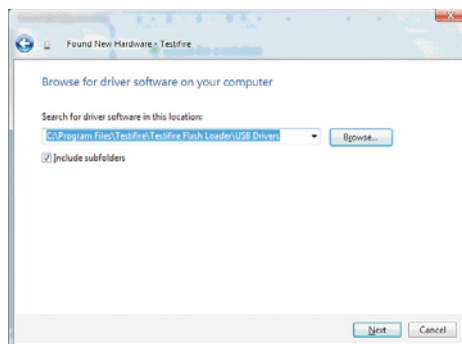 Found New Hardware - Testifire
Browse for driver software on your computer
Search for driver software in this location:
C:\Program Files\Testifire\Testifire Flash Loader\USB Drivers
Browse...
Include subfolders
Next
Cancel